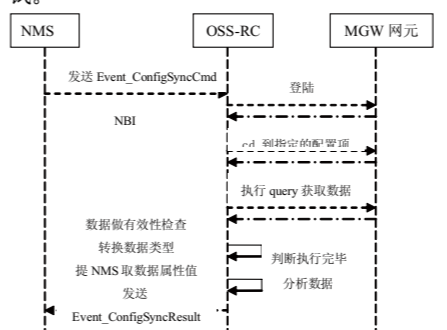 试。
NMS OSS-RC MGW 网元
发送 Event_ConfigSyncCmd
登陆
NBI
cd 到指定的配置项
执行 query 获取数据
数据做有效性检查
转换数据类型
判断执行完毕
提 NMS 取数据属性值
分析数据
发送
Event_ConfigSyncResult